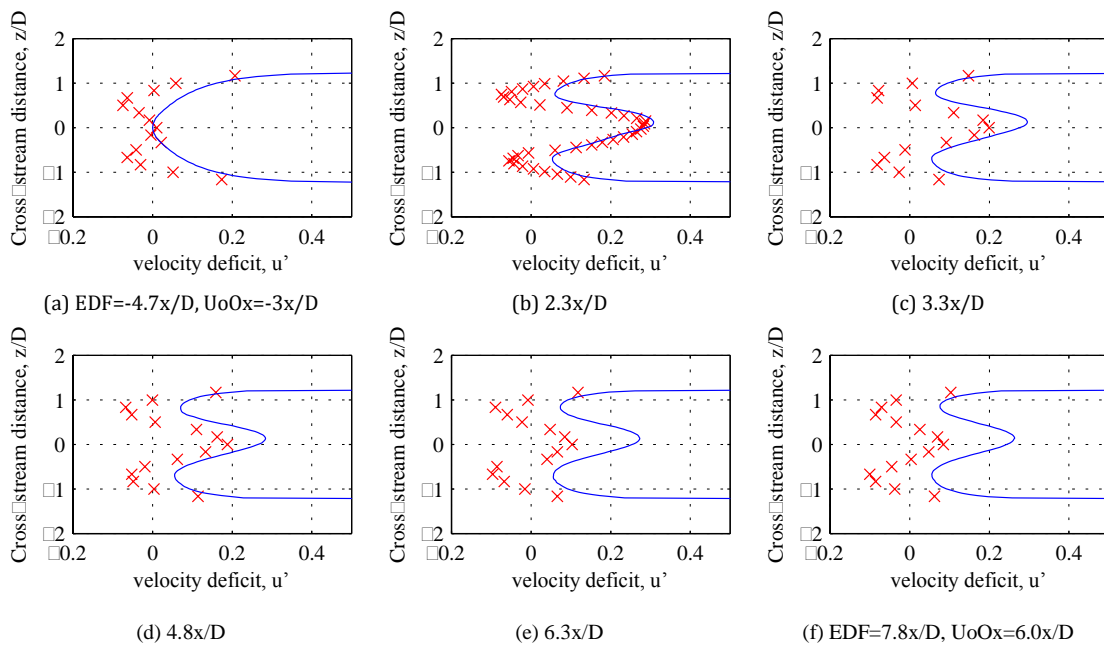 2 2 2
1 1 1
0 0 0
□1 □1 □1
□2 □2 □2
□0.2 0 0.2 0.4 □0.2 0 0.2 0.4 □0.2 0 0.2 0.4
Cross□stream distance, z/D Cross□stream distance, z/D Cross□stream distance, z/D
velocity deficit, u’ velocity deficit, u’ velocity deficit, u’
(a) EDF=-4.7x/D, UoOx=-3x/D (b) 2.3x/D (c) 3.3x/D
2 2 2
1 1 1
0 0 0
□1 □1 □1
□2 □2 □2
□0.2 0 0.2 0.4 □0.2 0 0.2 0.4 □0.2 0 0.2 0.4
Cross□stream distance, z/D Cross□stream distance, z/D Cross□stream distance, z/D
velocity deficit, u’ velocity deficit, u’ velocity deficit, u’
(d) 4.8x/D (e) 6.3x/D (f) EDF=7.8x/D, UoOx=6.0x/D